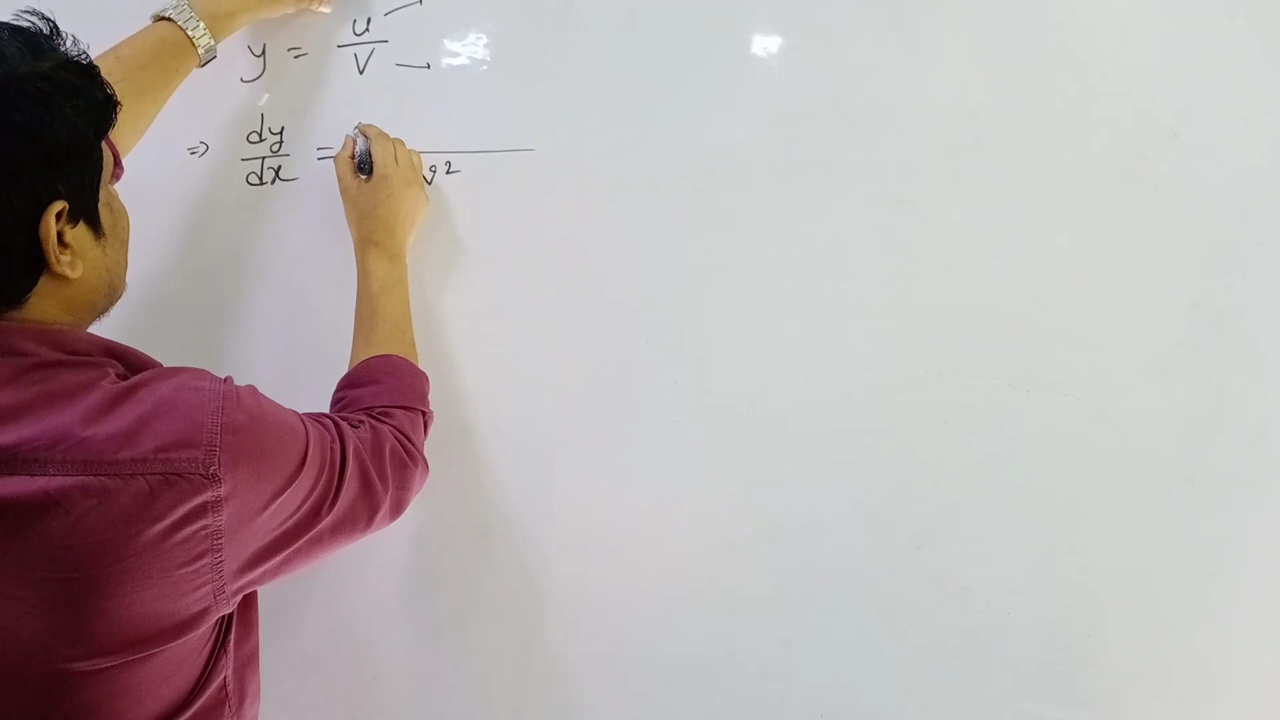 y = u/v
⇒ dy/dx = /v²